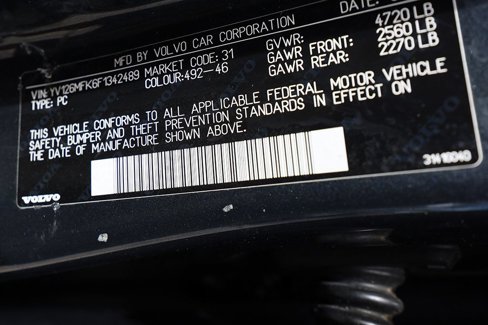 DATE:
MFD BY VOLVO CAR CORPORATION
VIN: YV126MFK6F1342489 MARKET CODE: 31 GVWR: 4720 LB
TYPE: PC COLOUR:492-46 GAWR FRONT: 2560 LB
GAWR REAR: 2270 LB
THIS VEHICLE CONFORMS TO ALL APPLICABLE FEDERAL MOTOR VEHICLE
SAFETY, BUMPER AND THEFT PREVENTION STANDARDS IN EFFECT ON
THE DATE OF MANUFACTURE SHOWN ABOVE.
VOLVO